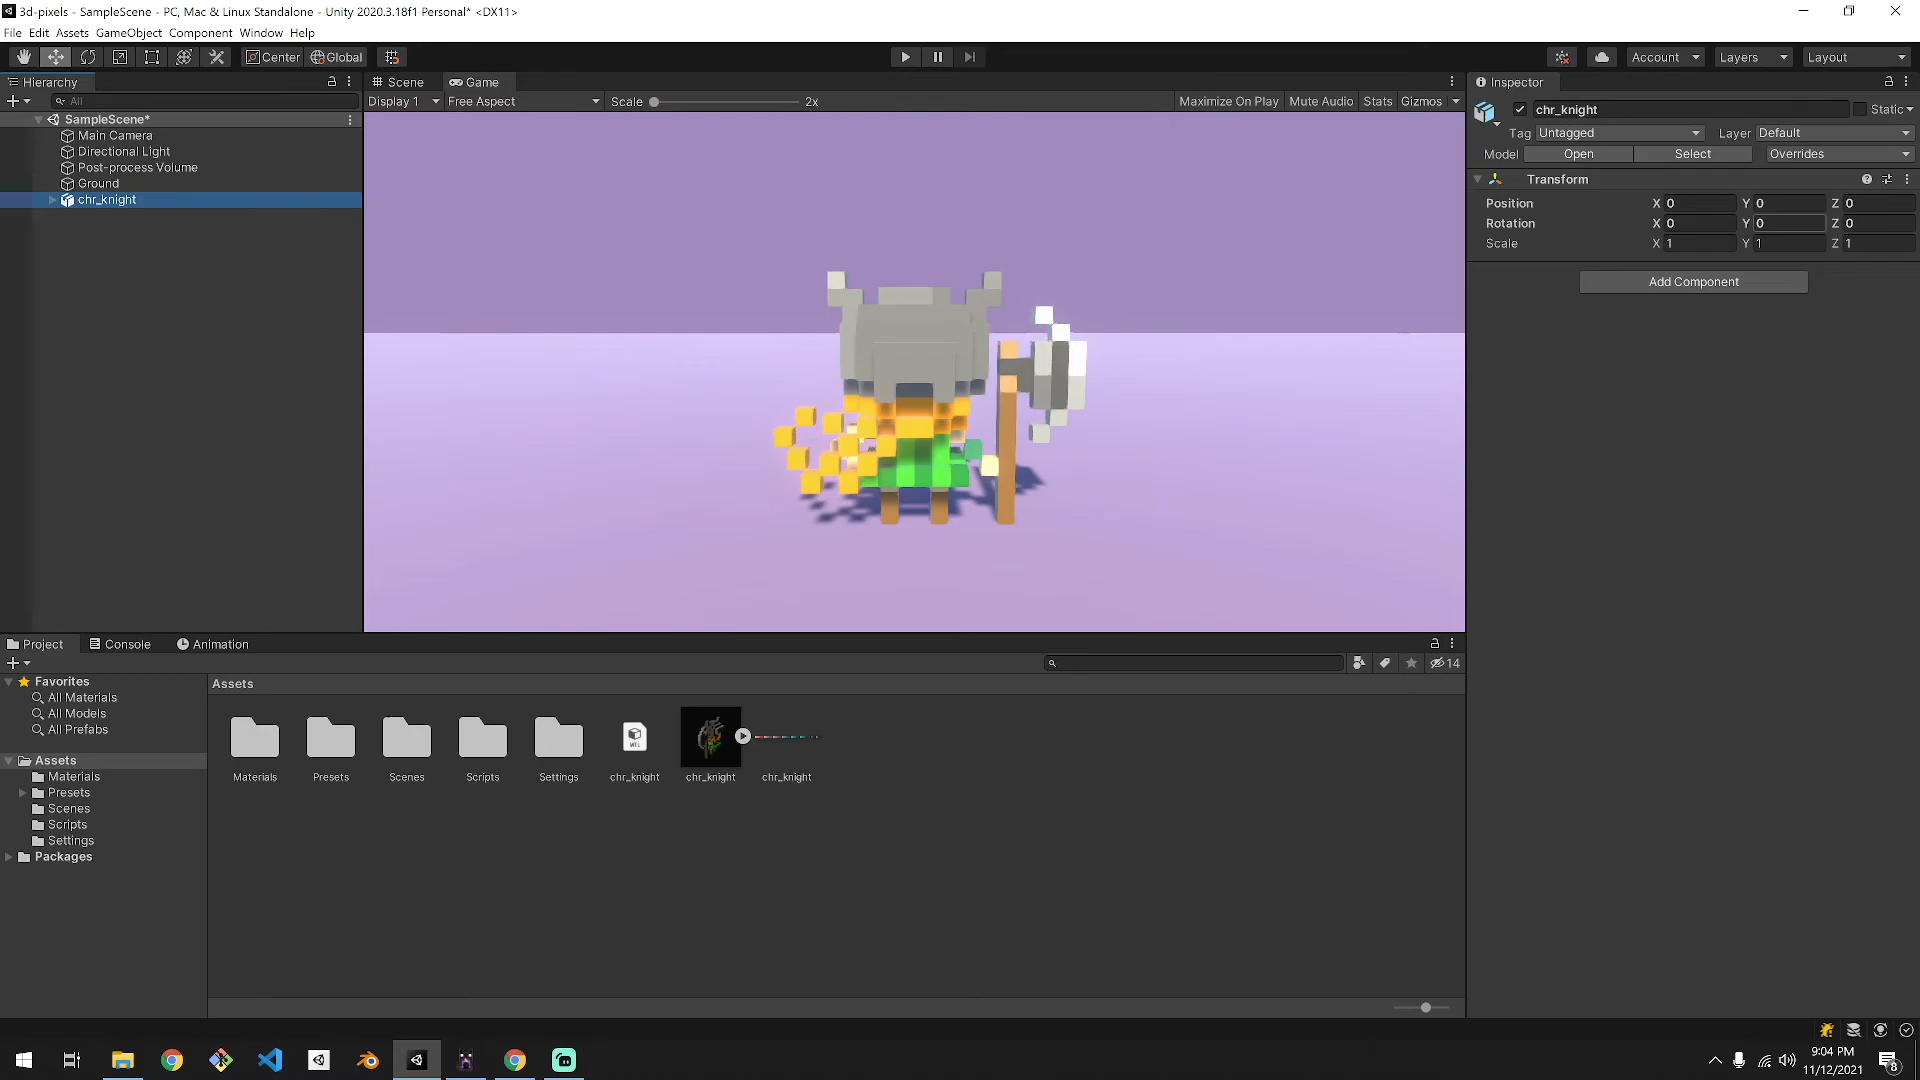 3d-pixels - SampleScene - PC, Mac & Linux Standalone - Unity 2020.3.18f1 Personal* <DX11>
File Edit Assets GameObject Component Window Help
Center Global Account Layers Layout
Hierarchy Scene Game Inspector
All Display 1 Free Aspect Scale 2x Maximize On Play Mute Audio Stats Gizmos
chr_knight Static
SampleScene*
Main Camera
Directional Light
Post-process Volume
Ground
chr_knight
Tag Untagged Layer Default
Model Open Select Overrides
Transform
Position X 0 Y 0 Z 0
Rotation X 0 Y 0 Z 0
Scale X 1 Y 1 Z 1
Add Component
Project Console Animation
14
Favorites
All Materials
All Models
All Prefabs
Assets
Materials
Presets
Scenes
Scripts
Settings
Packages
Assets
MTL
Materials Presets Scenes Scripts Settings chr_knight chr_knight chr_knight
9:04 PM
11/12/2021
8